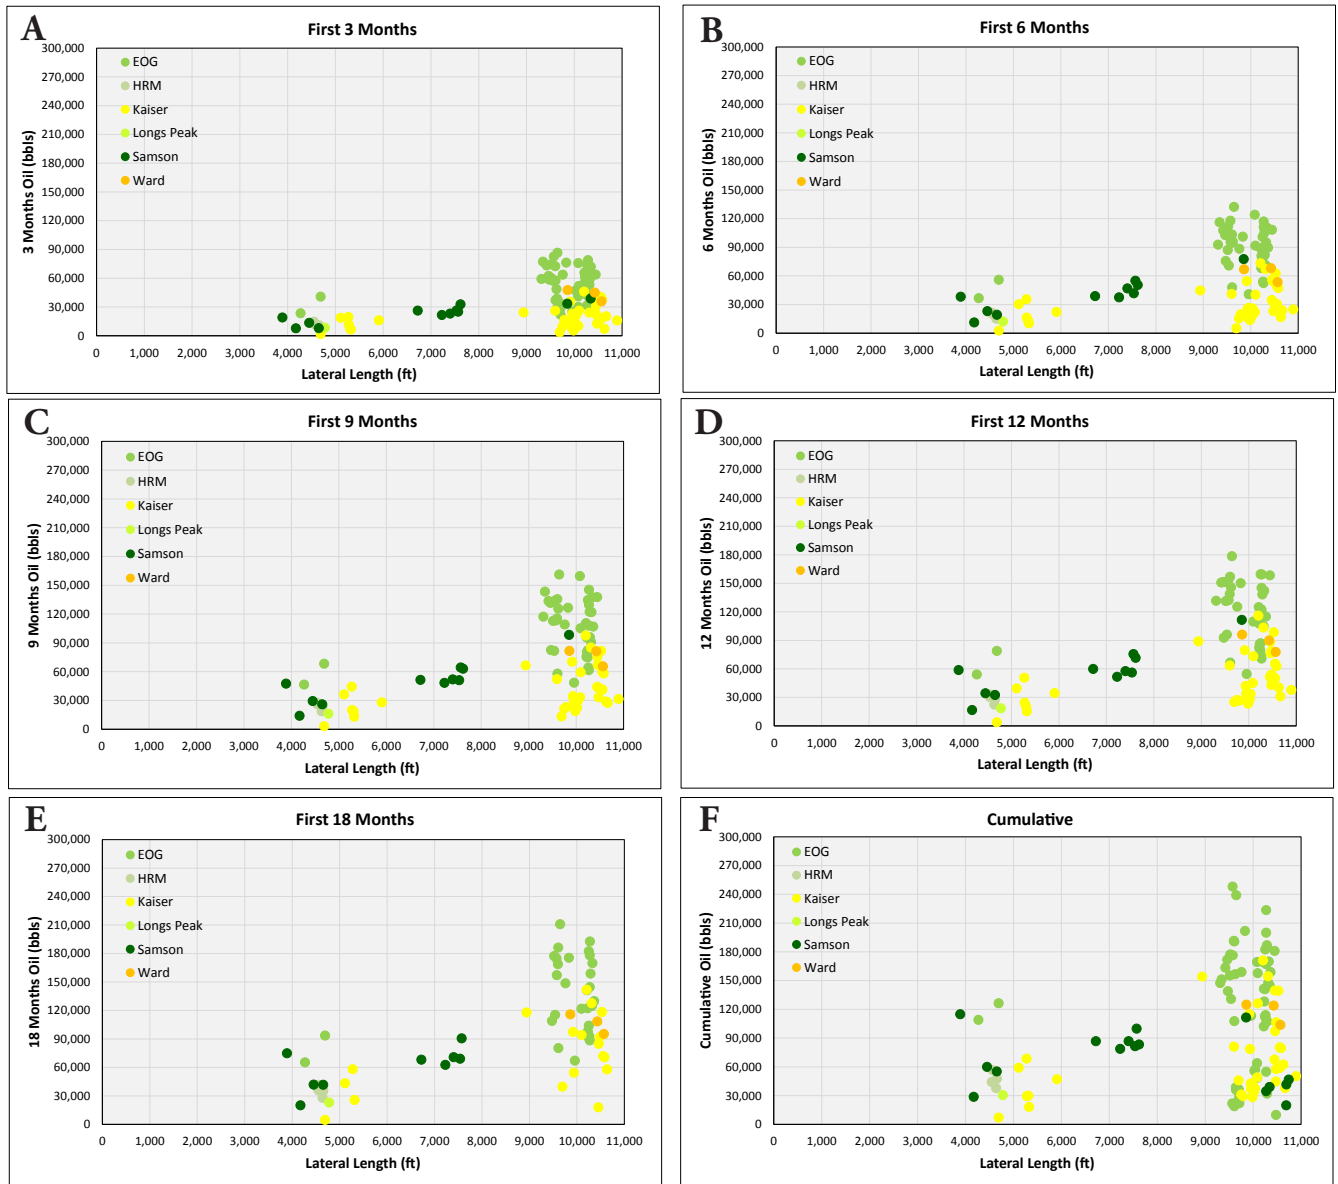 A
First 3 Months
3 Months Oil (bbls)
300,000
270,000
240,000
210,000
180,000
150,000
120,000
90,000
60,000
30,000
0
EOG
HRM
Kaiser
Longs Peak
Samson
Ward
0 1,000 2,000 3,000 4,000 5,000 6,000 7,000 8,000 9,000 10,000 11,000
Lateral Length (ft)
B
First 6 Months
6 Months Oil (bbls)
300,000
270,000
240,000
210,000
180,000
150,000
120,000
90,000
60,000
30,000
0
EOG
HRM
Kaiser
Longs Peak
Samson
Ward
0 1,000 2,000 3,000 4,000 5,000 6,000 7,000 8,000 9,000 10,000 11,000
Lateral Length (ft)
C
First 9 Months
9 Months Oil (bbls)
300,000
270,000
240,000
210,000
180,000
150,000
120,000
90,000
60,000
30,000
0
EOG
HRM
Kaiser
Longs Peak
Samson
Ward
0 1,000 2,000 3,000 4,000 5,000 6,000 7,000 8,000 9,000 10,000 11,000
Lateral Length (ft)
D
First 12 Months
12 Months Oil (bbls)
300,000
270,000
240,000
210,000
180,000
150,000
120,000
90,000
60,000
30,000
0
EOG
HRM
Kaiser
Longs Peak
Samson
Ward
0 1,000 2,000 3,000 4,000 5,000 6,000 7,000 8,000 9,000 10,000 11,000
Lateral Length (ft)
E
First 18 Months
18 Months Oil (bbls)
300,000
270,000
240,000
210,000
180,000
150,000
120,000
90,000
60,000
30,000
0
EOG
HRM
Kaiser
Longs Peak
Samson
Ward
0 1,000 2,000 3,000 4,000 5,000 6,000 7,000 8,000 9,000 10,000 11,000
Lateral Length (ft)
F
Cumulative
Cumulative Oil (bbls)
300,000
270,000
240,000
210,000
180,000
150,000
120,000
90,000
60,000
30,000
0
EOG
HRM
Kaiser
Longs Peak
Samson
Ward
0 1,000 2,000 3,000 4,000 5,000 6,000 7,000 8,000 9,000 10,000 11,000
Lateral Length (ft)